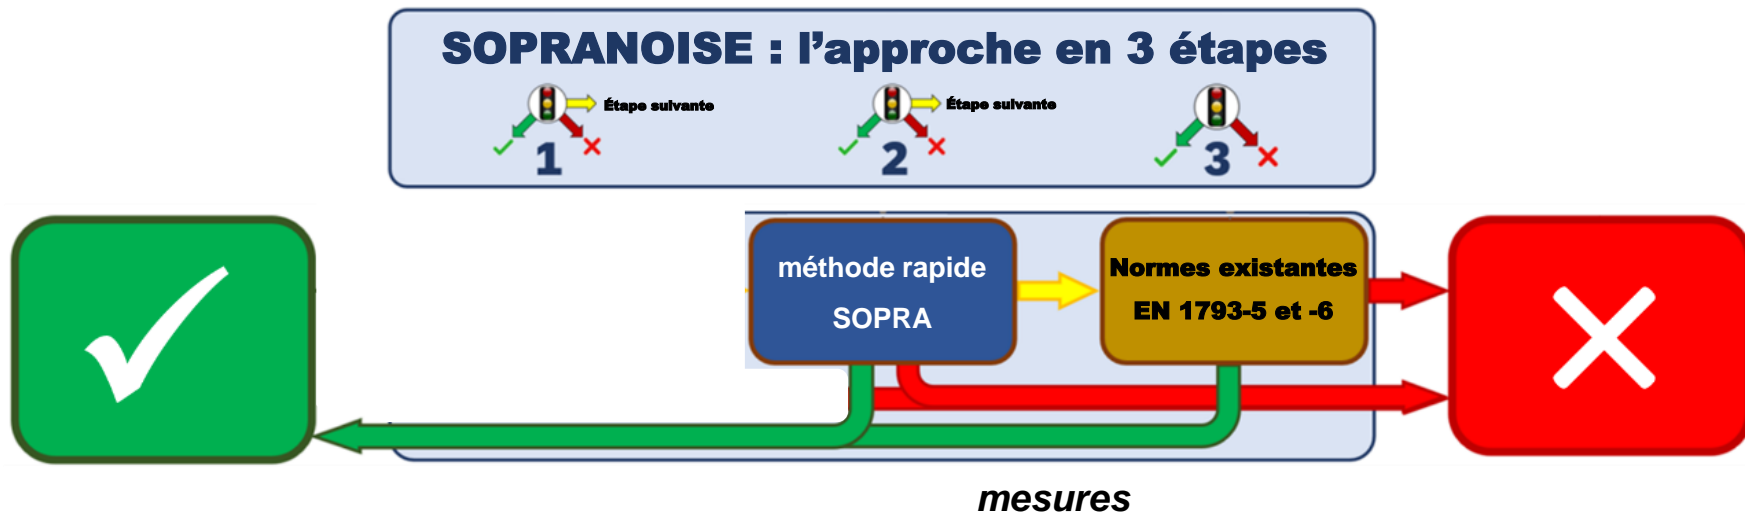 SOPRANOISE : l’approche en 3 étapes
Étape suivante
Étape suivante
1
2
3
méthode rapide
SOPRA
Normes existantes
EN 1793-5 et -6
mesures